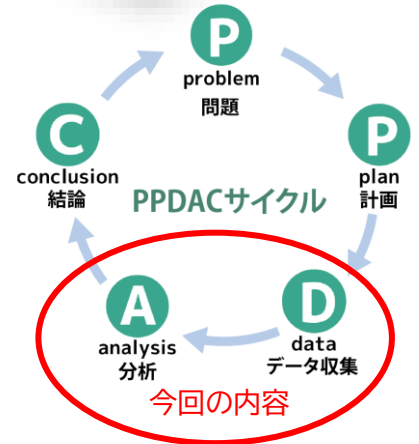 P
problem
問題
P
plan
計画
D
data
データ収集
A
analysis
分析
C
conclusion
結論
PPDACサイクル
今回の内容